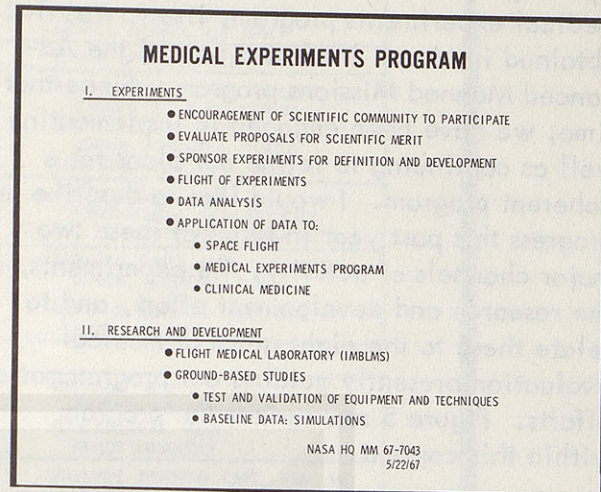 MEDICAL EXPERIMENTS PROGRAM
I. EXPERIMENTS
● ENCOURAGEMENT OF SCIENTIFIC COMMUNITY TO PARTICIPATE
● EVALUATE PROPOSALS FOR SCIENTIFIC MERIT
● SPONSOR EXPERIMENTS FOR DEFINITION AND DEVELOPMENT
● FLIGHT OF EXPERIMENTS
● DATA ANALYSIS
● APPLICATION OF DATA TO:
● SPACE FLIGHT
● MEDICAL EXPERIMENTS PROGRAM
● CLINICAL MEDICINE
II. RESEARCH AND DEVELOPMENT
● FLIGHT MEDICAL LABORATORY (IMBLMS)
● GROUND-BASED STUDIES
● TEST AND VALIDATION OF EQUIPMENT AND TECHNIQUES
● BASELINE DATA: SIMULATIONS
NASA HQ MM 67-7043
5/22/67